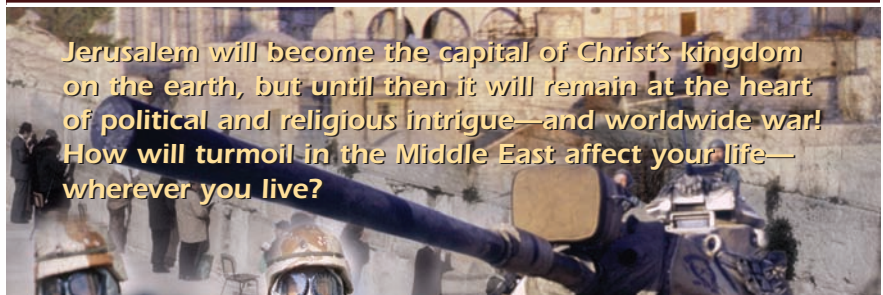 Jerusalem will become the capital of Christ's kingdom
on the earth, but until then it will remain at the heart
of political and religious intrigue—and worldwide war!
How will turmoil in the Middle East affect your life—
wherever you live?